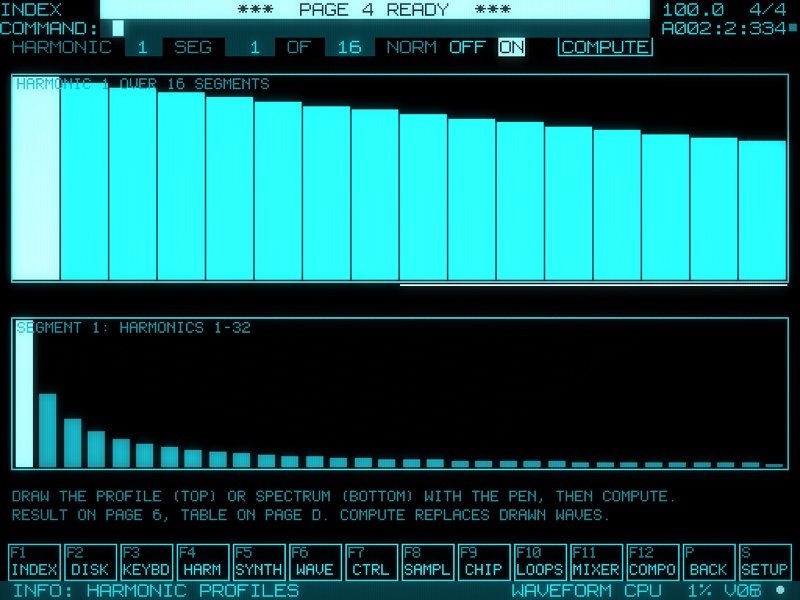 INDEX *** PAGE 4 READY *** 100.0 4/4
COMMAND: A002:2:334
HARMONIC 1 SEG 1 OF 16 NORM OFF ON COMPUTE
HARMONIC 1 OVER 16 SEGMENTS
SEGMENT 1: HARMONICS 1-32
DRAW THE PROFILE (TOP) OR SPECTRUM (BOTTOM) WITH THE PEN, THEN COMPUTE.
RESULT ON PAGE 6, TABLE ON PAGE D. COMPUTE REPLACES DRAWN WAVES.
F1 F2 F3 F4 F5 F6 F7 F8 F9 F10 F11 F12 P S
INDEX DISK KEYBD HARM SYNTH WAVE CTRL SAMPL CHIP LOOPS MIXER COMPO BACK SETUP
INFO: HARMONIC PROFILES WAVEFORM CPU 1% V06